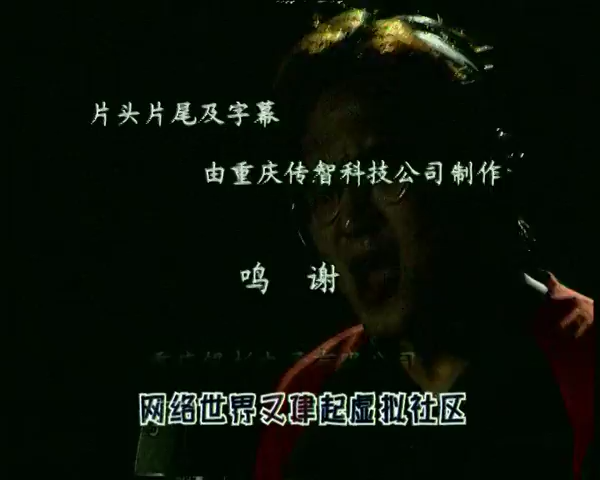 片头片尾及字幕
由重庆传智科技公司制作
鸣 谢
网络世界又建起虚拟社区